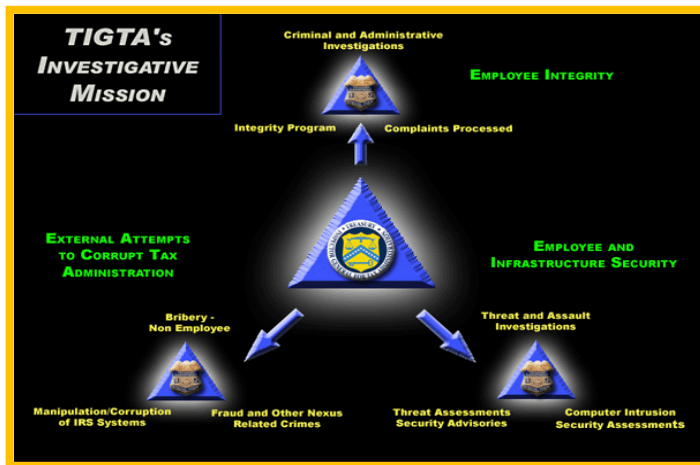 TIGTA's
Investigative
Mission
Criminal and Administrative
Investigations
Employee Integrity
Integrity Program
Complaints Processed
External Attempts
to Corrupt Tax
Administration
Employee and
Infrastructure Security
Bribery -
Non Employee
Threat and Assault
Investigations
Manipulation/Corruption
of IRS Systems
Fraud and Other Nexus
Related Crimes
Threat Assessments
Security Advisories
Computer Intrusion
Security Assessments